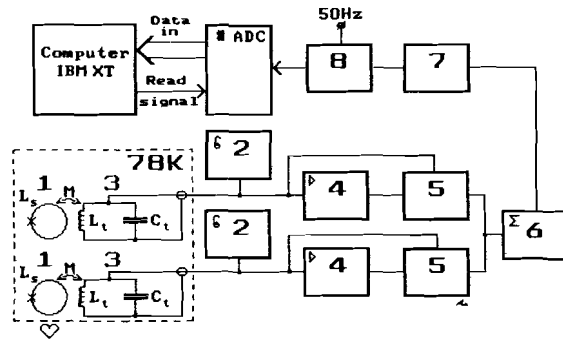 50Hz
Data in
Computer IBM XT
# ADC
8
7
Read signal
78K
6 2
1
M
3
L_s
L_t
C_t
▷ 4
5
6 2
Σ 6
1
M
3
L_s
L_t
C_t
▷ 4
5